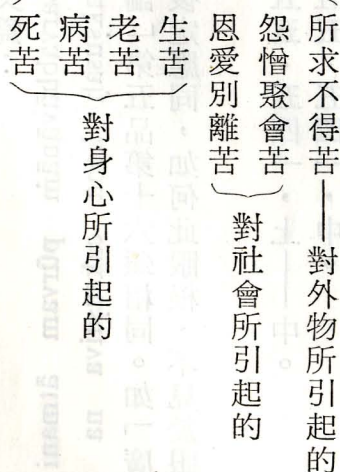 所求不得苦——對外物所引起的
怨憎聚會苦
恩愛別離苦
對社會所引起的
生苦
老苦
病苦
死苦
對身心所引起的